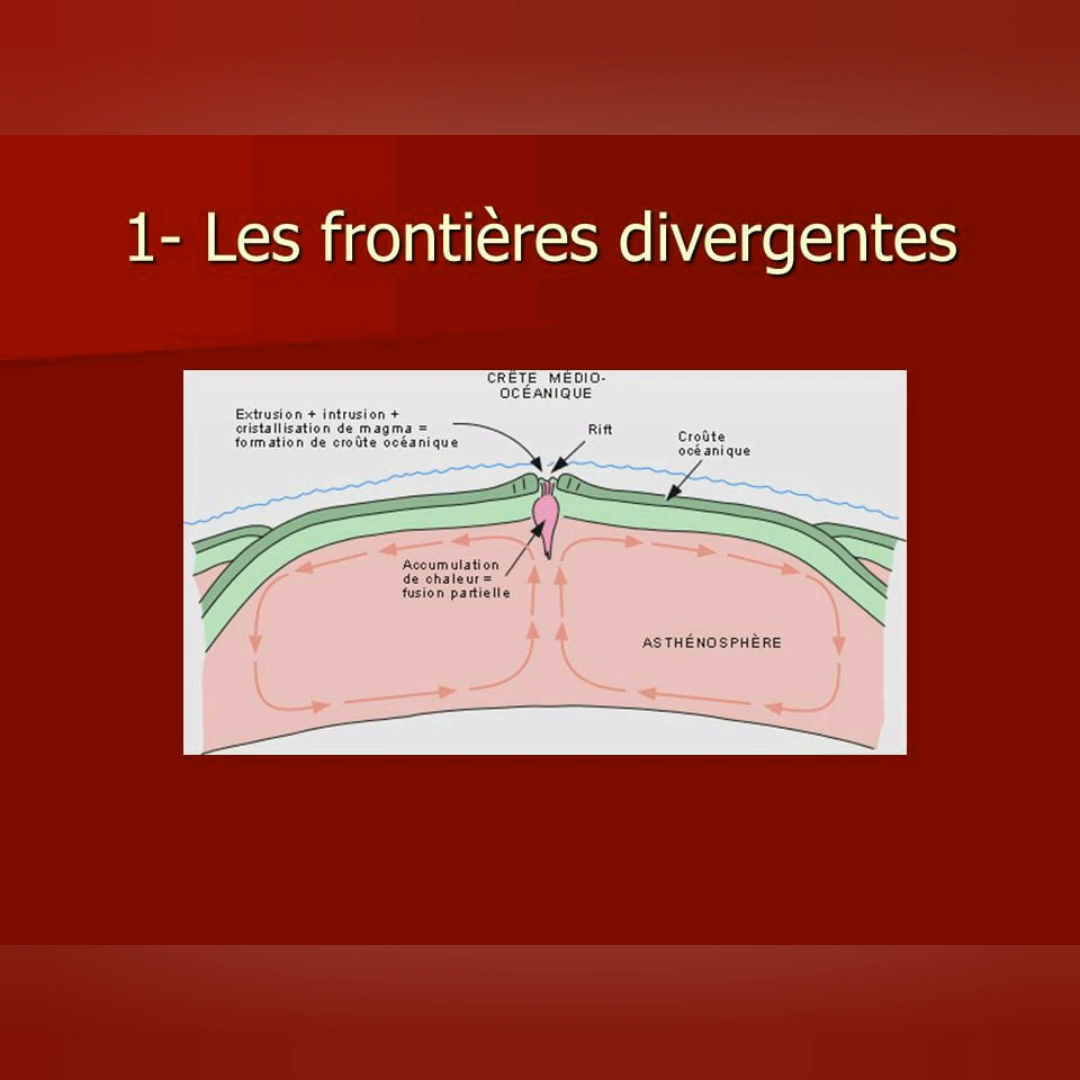 1- Les frontières divergentes
CRÊTE MÉDIO-
OCÉANIQUE
Extrusion + intrusion +
cristallisation de magma =
formation de croûte océanique
Rift
Croûte
océanique
Accumulation
de chaleur =
fusion partielle
ASTHÉNOSPHÈRE